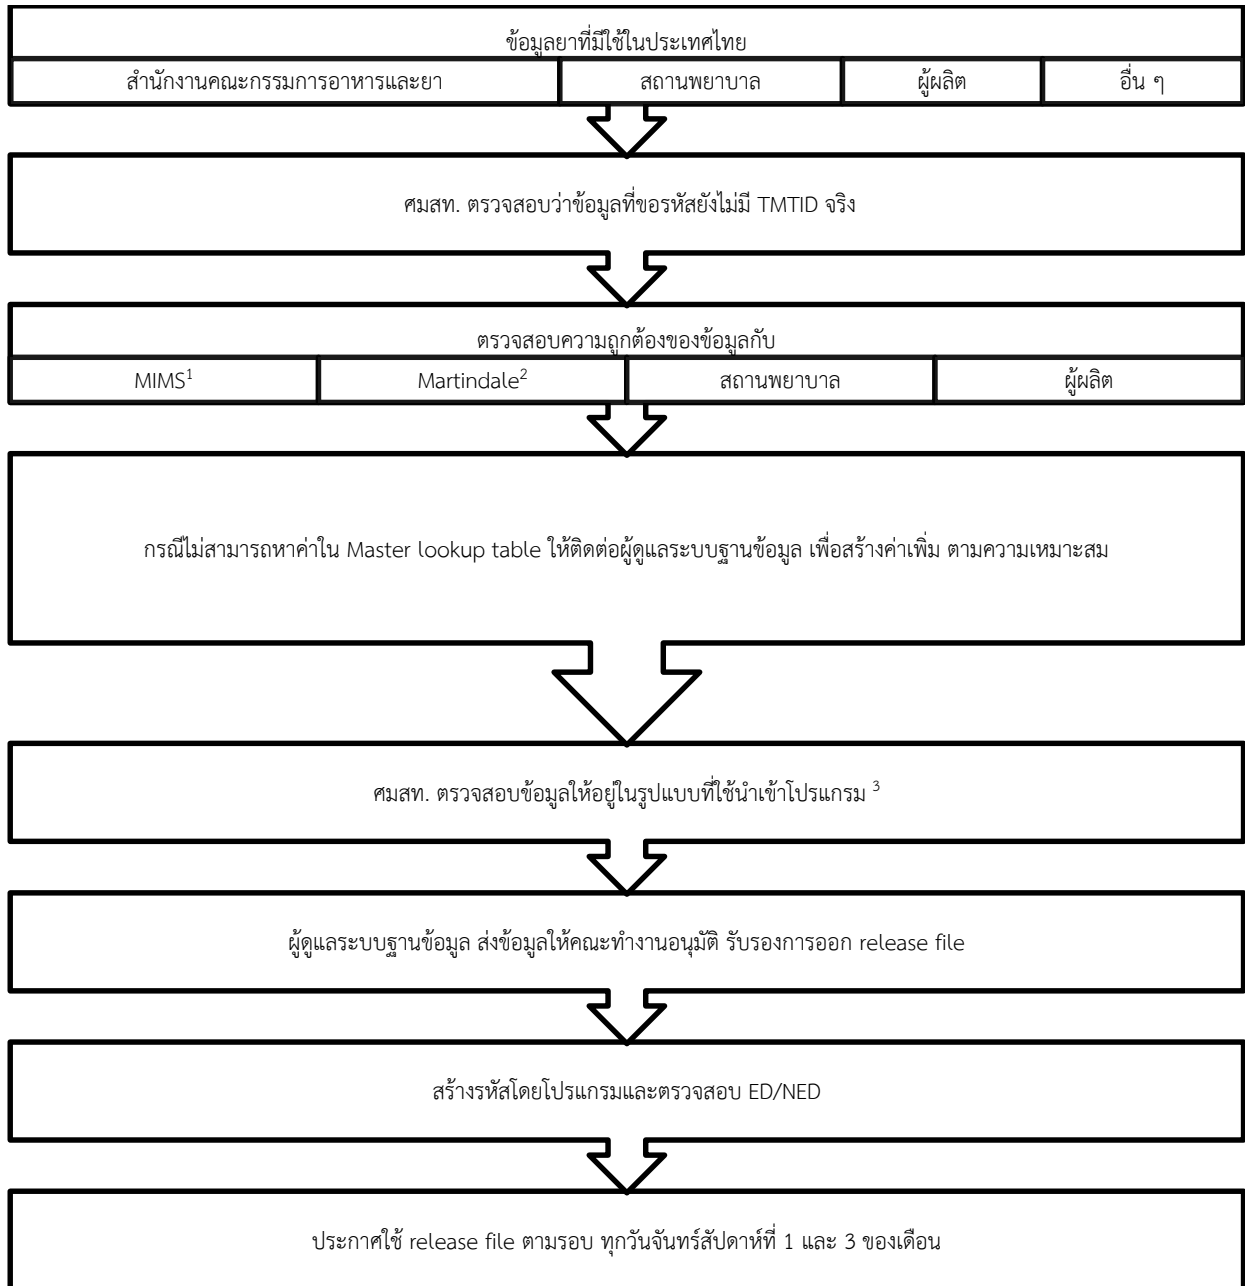 ข้อมูลยาที่มีใช้ในประเทศไทย
สำนักงานคณะกรรมการอาหารและยา สถานพยาบาล ผู้ผลิต อื่น ๆ
ศมสท. ตรวจสอบว่าข้อมูลที่ขอรหัสยังไม่มี TMTID จริง
ตรวจสอบความถูกต้องของข้อมูลกับ
MIMS¹ Martindale² สถานพยาบาล ผู้ผลิต
กรณีไม่สามารถหาค่าใน Master lookup table ให้ติดต่อผู้ดูแลระบบฐานข้อมูล เพื่อสร้างค่าเพิ่ม ตามความเหมาะสม
ศมสท. ตรวจสอบข้อมูลให้อยู่ในรูปแบบที่ใช้นำเข้าโปรแกรม ³
ผู้ดูแลระบบฐานข้อมูล ส่งข้อมูลให้คณะทำงานอนุมัติ รับรองการออก release file
สร้างรหัสโดยโปรแกรมและตรวจสอบ ED/NED
ประกาศใช้ release file ตามรอบ ทุกวันจันทร์สัปดาห์ที่ 1 และ 3 ของเดือน